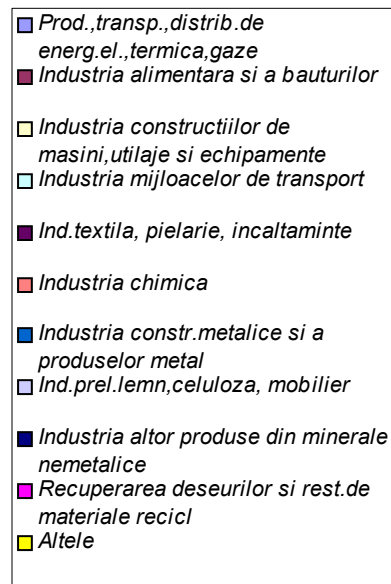 Prod.,transp.,distrib.de
energ.el.,termica,gaze
Industria alimentara si a bauturilor
Industria constructiilor de
masini,utilaje si echipamente
Industria mijloacelor de transport
Ind.textila, pielarie, incaltaminte
Industria chimica
Industria constr.metalice si a
produselor metal
Ind.prel.lemn,celuloza, mobilier
Industria altor produse din minerale
nemetalice
Recuperarea deseurilor si rest.de
materiale recicl
Altele